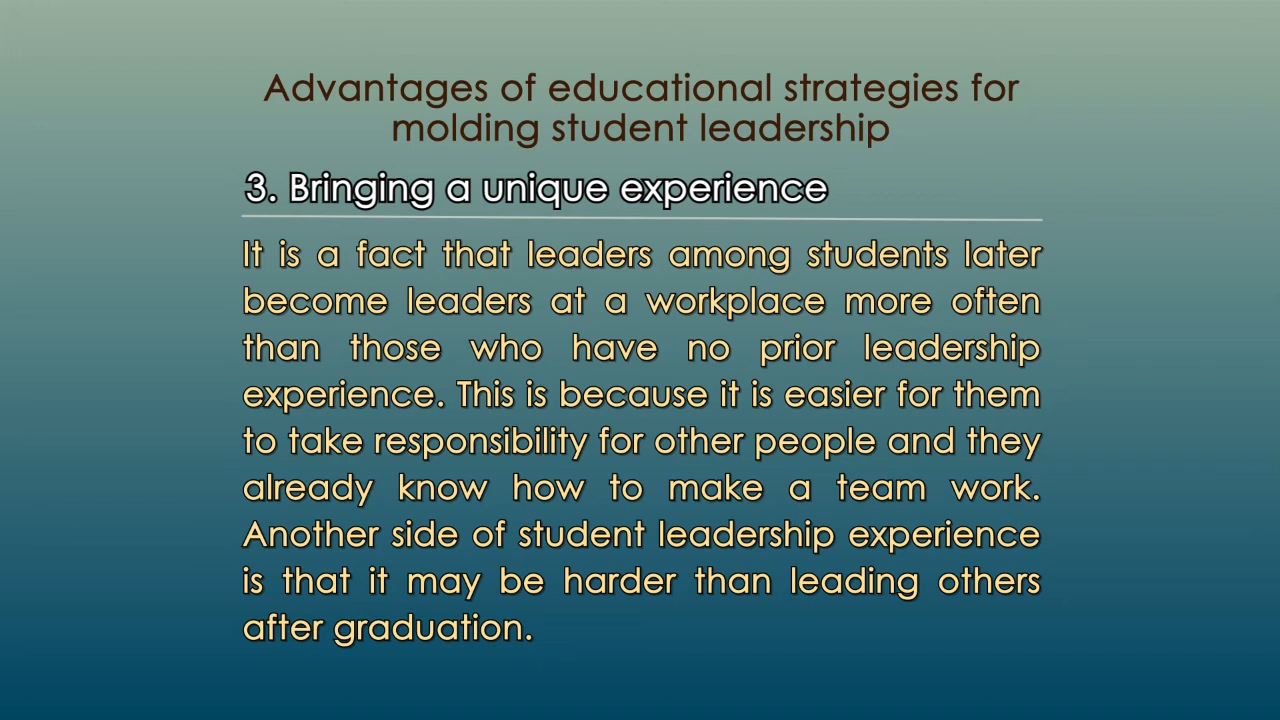 Advantages of educational strategies for
molding student leadership
3. Bringing a unique experience
It is a fact that leaders among students later
become leaders at a workplace more often
than those who have no prior leadership
experience. This is because it is easier for them
to take responsibility for other people and they
already know how to make a team work.
Another side of student leadership experience
is that it may be harder than leading others
after graduation.